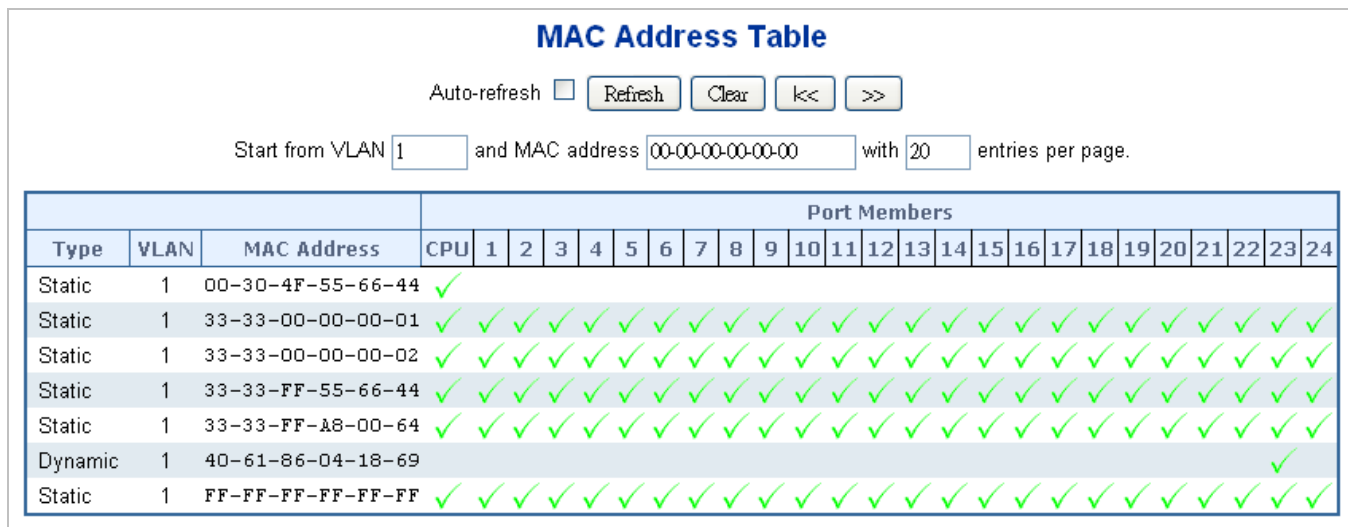 MAC Address Table
Auto-refresh Refresh Clear |<< >>
Start from VLAN 1 and MAC address 00-00-00-00-00-00 with 20 entries per page.
Port Members
Type VLAN MAC Address CPU 1 2 3 4 5 6 7 8 9 10 11 12 13 14 15 16 17 18 19 20 21 22 23 24
Static 1 00-30-4F-55-66-44 ✓
Static 1 33-33-00-00-00-01 ✓ ✓ ✓ ✓ ✓ ✓ ✓ ✓ ✓ ✓ ✓ ✓ ✓ ✓ ✓ ✓ ✓ ✓ ✓ ✓ ✓ ✓ ✓ ✓ ✓
Static 1 33-33-00-00-00-02 ✓ ✓ ✓ ✓ ✓ ✓ ✓ ✓ ✓ ✓ ✓ ✓ ✓ ✓ ✓ ✓ ✓ ✓ ✓ ✓ ✓ ✓ ✓ ✓ ✓
Static 1 33-33-FF-55-66-44 ✓ ✓ ✓ ✓ ✓ ✓ ✓ ✓ ✓ ✓ ✓ ✓ ✓ ✓ ✓ ✓ ✓ ✓ ✓ ✓ ✓ ✓ ✓ ✓ ✓
Static 1 33-33-FF-A8-00-64 ✓ ✓ ✓ ✓ ✓ ✓ ✓ ✓ ✓ ✓ ✓ ✓ ✓ ✓ ✓ ✓ ✓ ✓ ✓ ✓ ✓ ✓ ✓ ✓ ✓
Dynamic 1 40-61-86-04-18-69 ✓
Static 1 FF-FF-FF-FF-FF-FF ✓ ✓ ✓ ✓ ✓ ✓ ✓ ✓ ✓ ✓ ✓ ✓ ✓ ✓ ✓ ✓ ✓ ✓ ✓ ✓ ✓ ✓ ✓ ✓ ✓